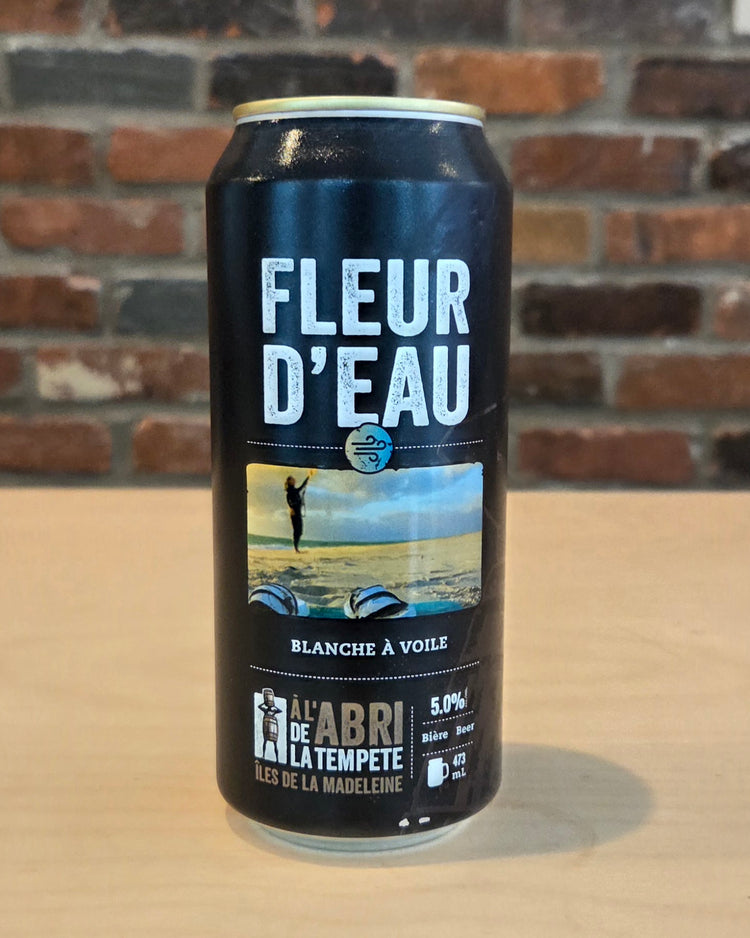 FLEUR
D'EAU
BLANCHE À VOILE
À L'ABRI
DE
LA TEMPETE
ÎLES DE LA MADELEINE
5.0%
Bière Beer
473
mL